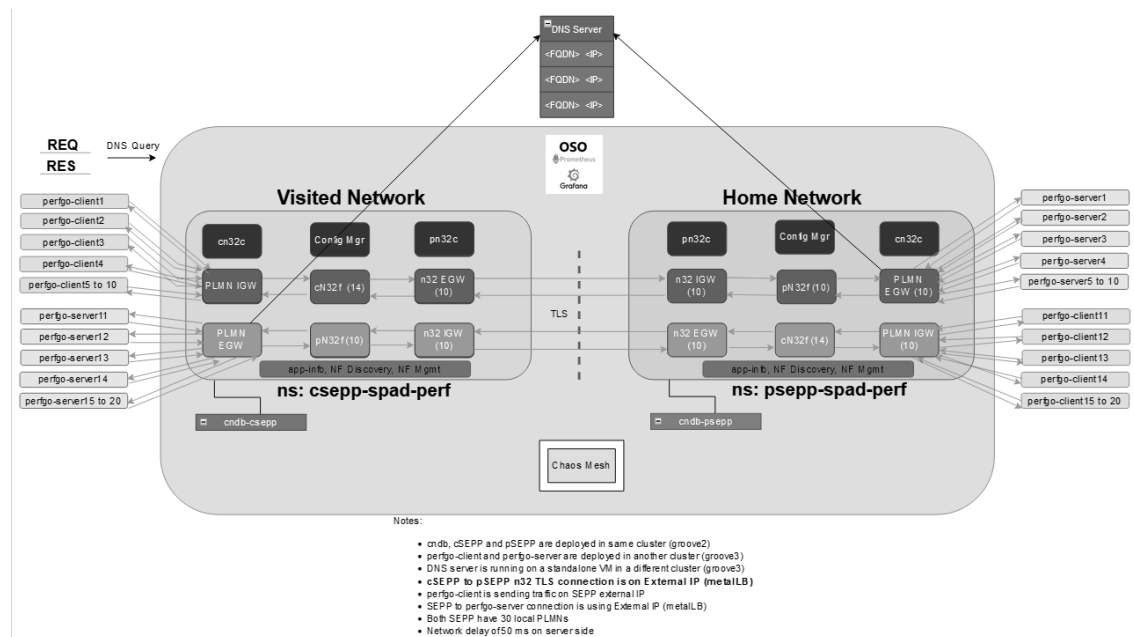 DNS Server
<FQDN> <IP>
<FQDN> <IP>
<FQDN> <IP>
REQ
RES
DNS Query
OSO
Prometheus
Grafana
Visited Network
Home Network
perfgo-client1
perfgo-client2
perfgo-client3
perfgo-client4
perfgo-client5 to 10
perfgo-server11
perfgo-server12
perfgo-server13
perfgo-server14
perfgo-server15 to 20
cn32c
Config Mgr
pn32c
PLMN IGW
cN32f (14)
n32 EGW
(10)
PLMN
EGW
pN32f (10)
n32 IGW
(10)
app-info, NF Discovery, NF Mgmt
ns: csepp-spad-perf
cndb-csepp
TLS
pn32c
Config Mgr
cn32c
n32 IGW
(10)
pN32f (10)
PLMN
EGW (10)
n32 EGW
(10)
cN32f (14)
PLMN IGW
(10)
app-info, NF Discovery, NF Mgmt
ns: psepp-spad-perf
cndb-psepp
perfgo-server1
perfgo-server2
perfgo-server3
perfgo-server4
perfgo-server5 to 10
perfgo-client11
perfgo-client12
perfgo-client13
perfgo-client14
perfgo-client15 to 20
Chaos Mesh
Notes:
• cndb, cSEPP and pSEPP are deployed in same cluster (groove2)
• perfgo-client and perfgo-server are deployed in another cluster (groove3)
• DNS server is running on a standalone VM in a different cluster (groove3)
• cSEPP to pSEPP n32 TLS connection is on External IP (metalLB)
• perfgo-client is sending traffic on SEPP external IP
• SEPP to perfgo-server connection is using External IP (metalLB)
• Both SEPP have 30 local PLMNs
• Network delay of 50 ms on server side